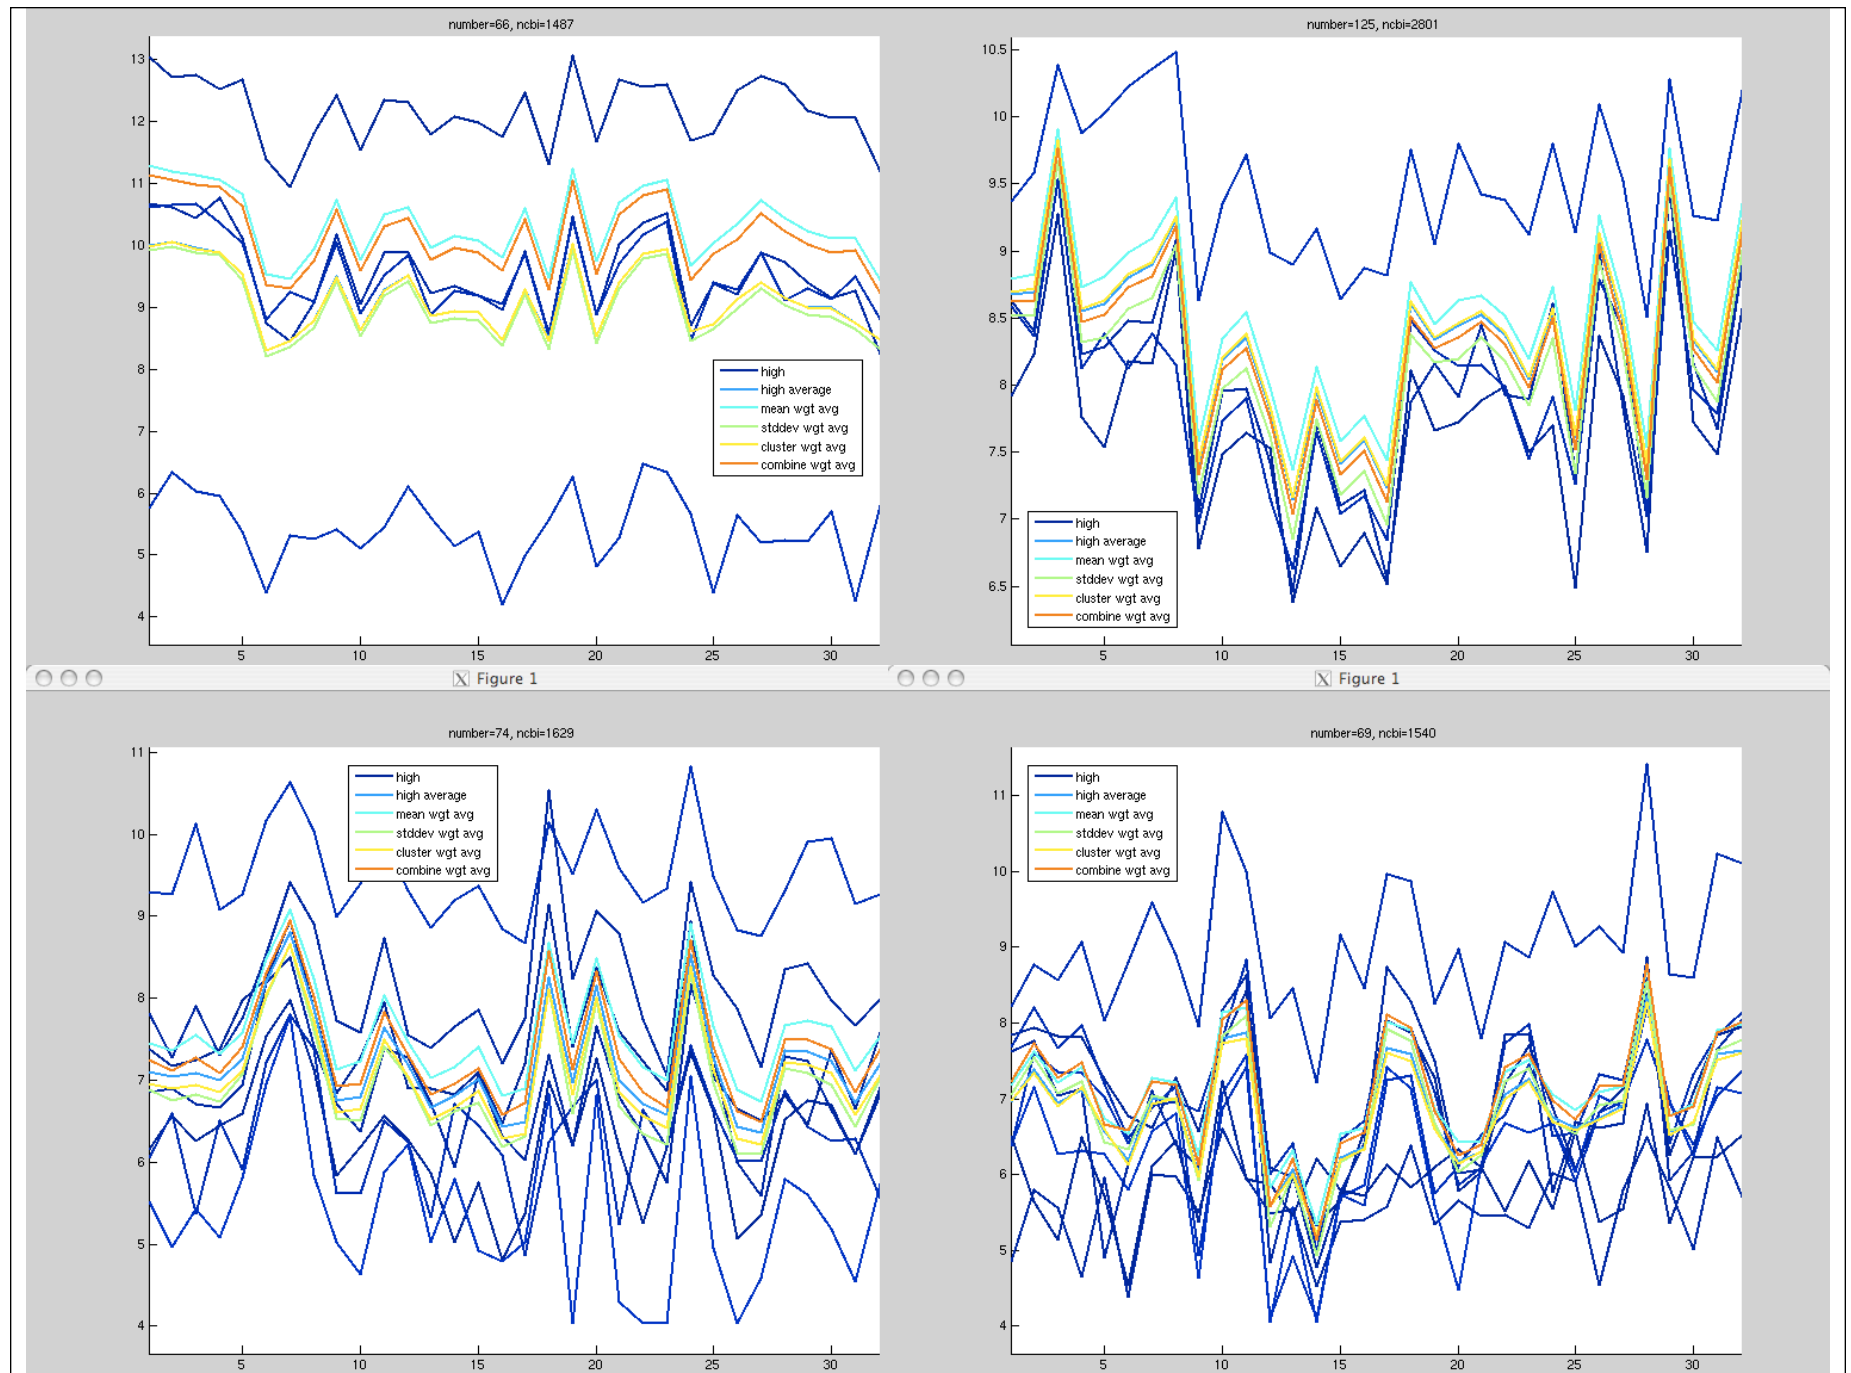 number=66, ncbi=1487
13
12
11
10
9
8
7
6
5
4
high
high average
mean wgt avg
stddev wgt avg
cluster wgt avg
combine wgt avg
5 10 15 20 25 30
number=125, ncbi=2801
10.5
10
9.5
9
8.5
8
7.5
7
6.5
high
high average
mean wgt avg
stddev wgt avg
cluster wgt avg
combine wgt avg
5 10 15 20 25 30
X Figure 1
X Figure 1
number=74, ncbi=1629
11
10
9
8
7
6
5
4
high
high average
mean wgt avg
stddev wgt avg
cluster wgt avg
combine wgt avg
5 10 15 20 25 30
number=69, ncbi=1540
11
10
9
8
7
6
5
4
high
high average
mean wgt avg
stddev wgt avg
cluster wgt avg
combine wgt avg
5 10 15 20 25 30